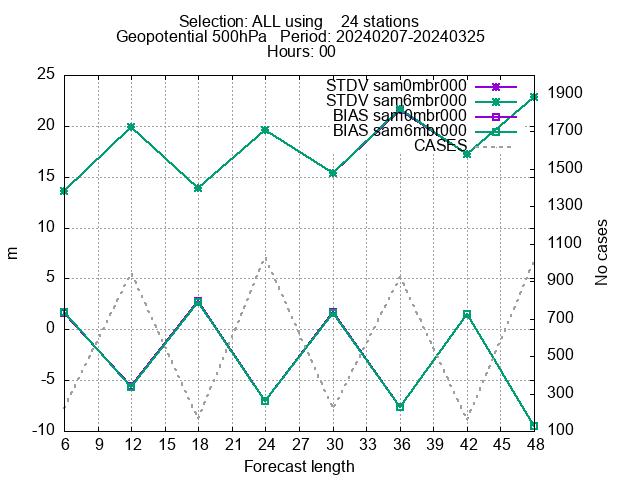 Selection: ALL using    24 stations
Geopotential 500hPa   Period: 20240207-20240325
Hours: 00
STDV sam0mbr000
STDV sam6mbr000
BIAS sam0mbr000
BIAS sam6mbr000
CASES
25
20
15
10
5
0
-5
-10
m
1900
1700
1500
1300
1100
900
700
500
300
100
No cases
6 9 12 15 18 21 24 27 30 33 36 39 42 45 48
Forecast length